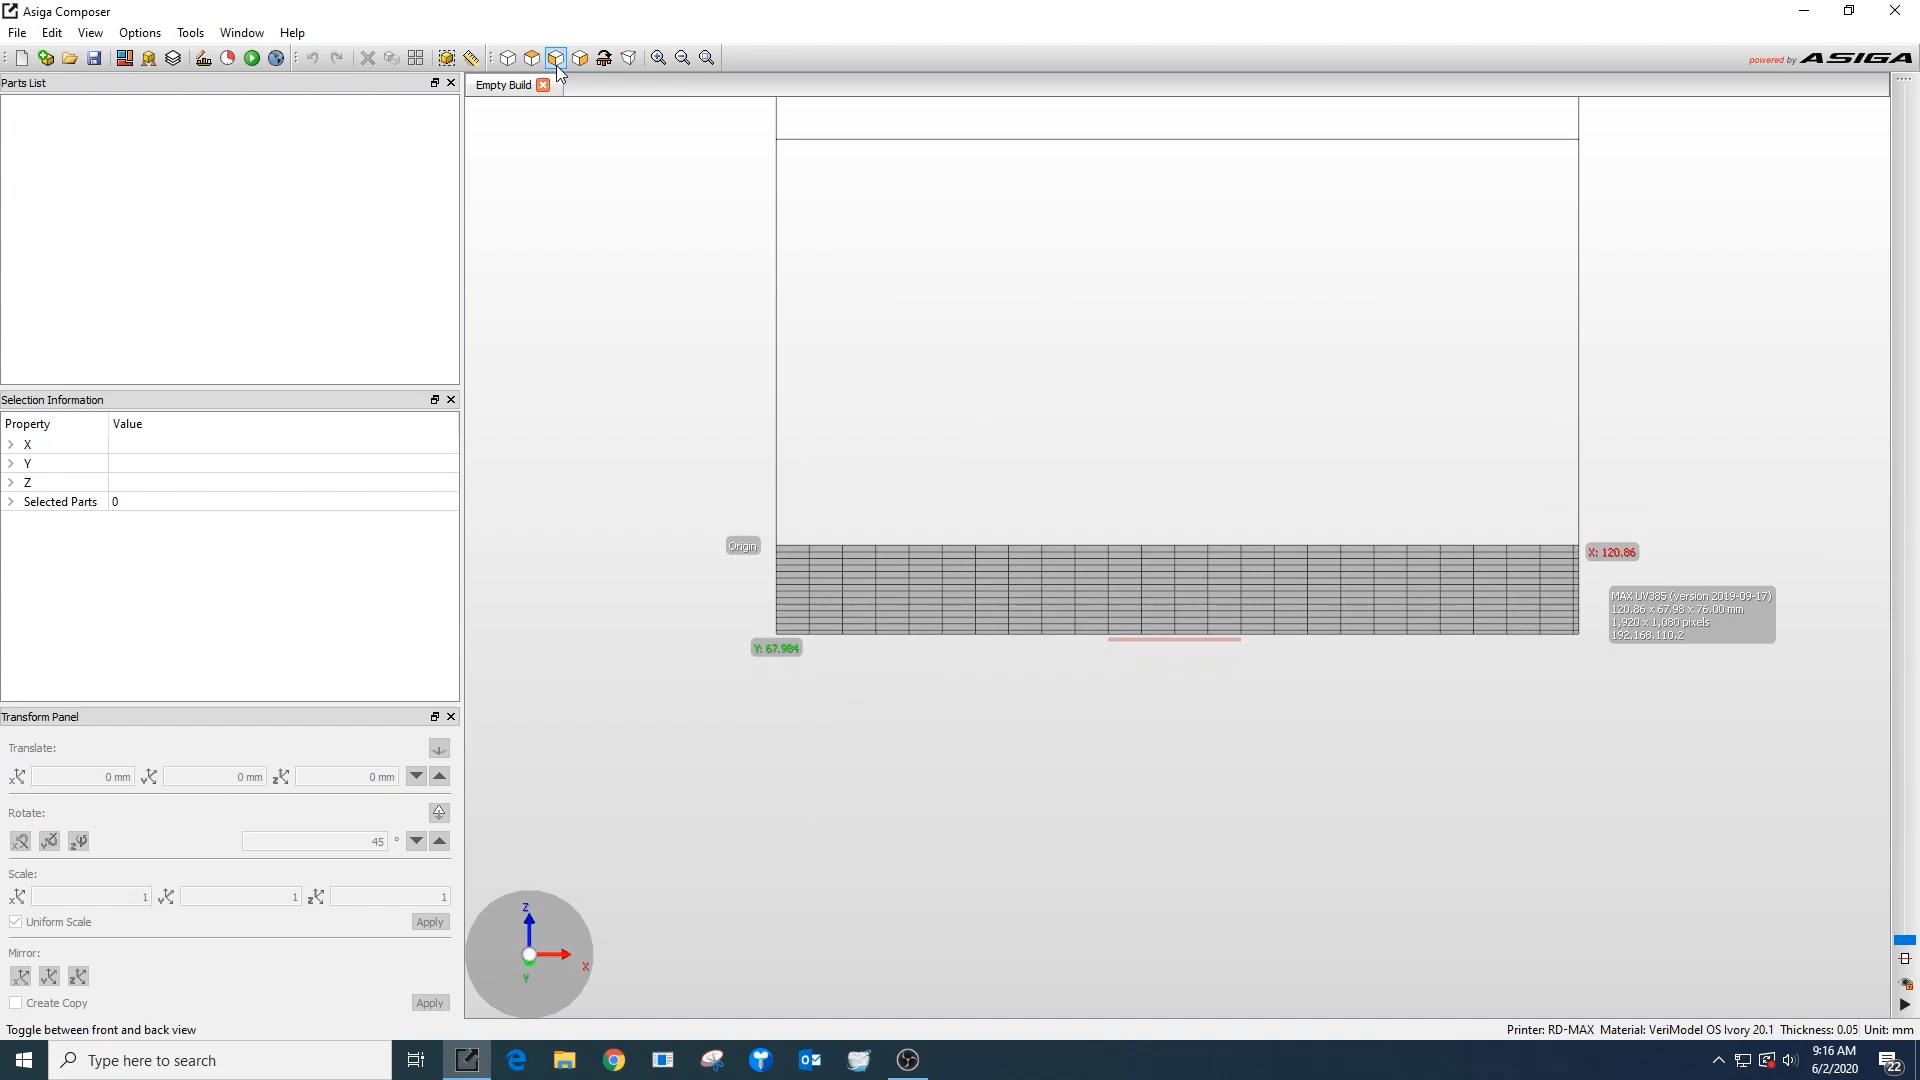 Asiga Composer
File Edit View Options Tools Window Help
powered by ASIGA
Parts List
Empty Build
Selection Information
Property Value
X
Y
Z
Selected Parts 0
Origin
X: 120.86
MAX UV385 (version 2019-09-17)
120.86 x 67.98 x 76.00 mm
1,920 x 1,080 pixels
192.168.110.2
Y: 67.984
Transform Panel
Translate:
X 0 mm Y 0 mm Z 0 mm
Rotate:
X Y Z 45 °
Scale:
X 1 Y 1 Z 1
Uniform Scale Apply
Mirror:
X Y Z
Create Copy Apply
Z
X
Y
Toggle between front and back view
Printer: RD-MAX Material: VeriModel OS Ivory 20.1 Thickness: 0.05 Unit: mm
Type here to search
9:16 AM
6/2/2020
22